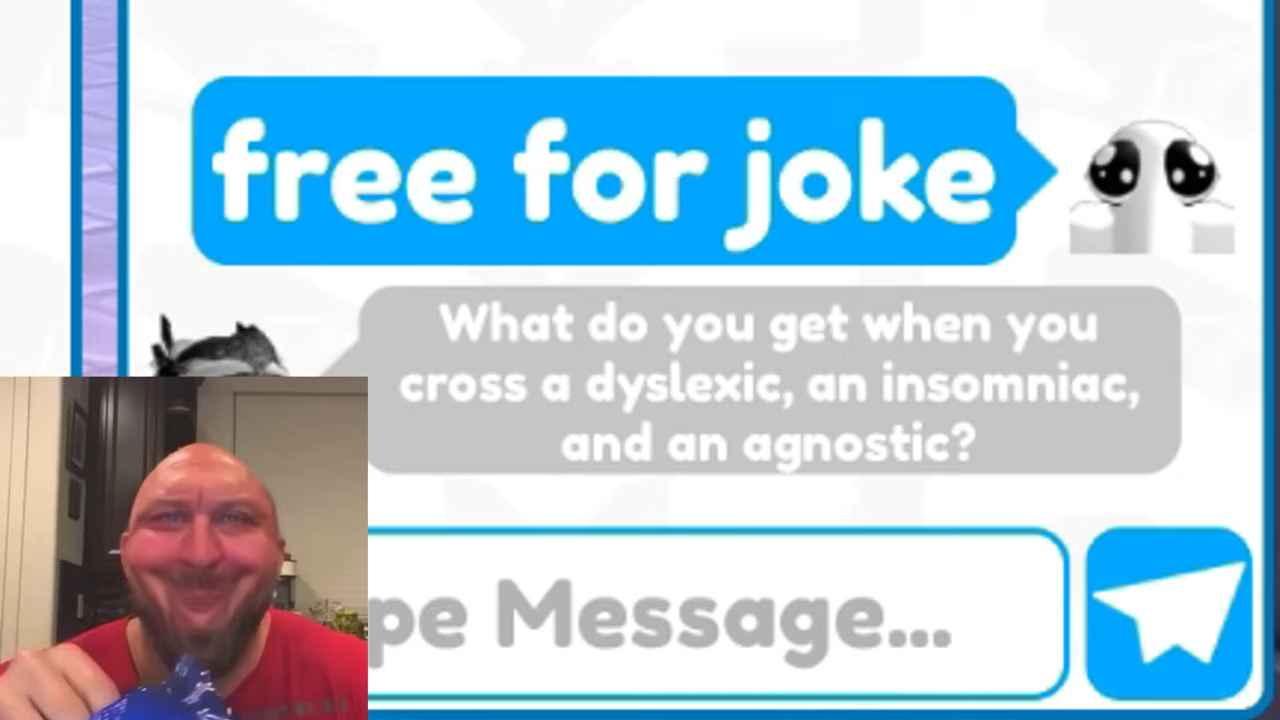 free for joke
What do you get when you
cross a dyslexic, an insomniac,
and an agnostic?
pe Message...